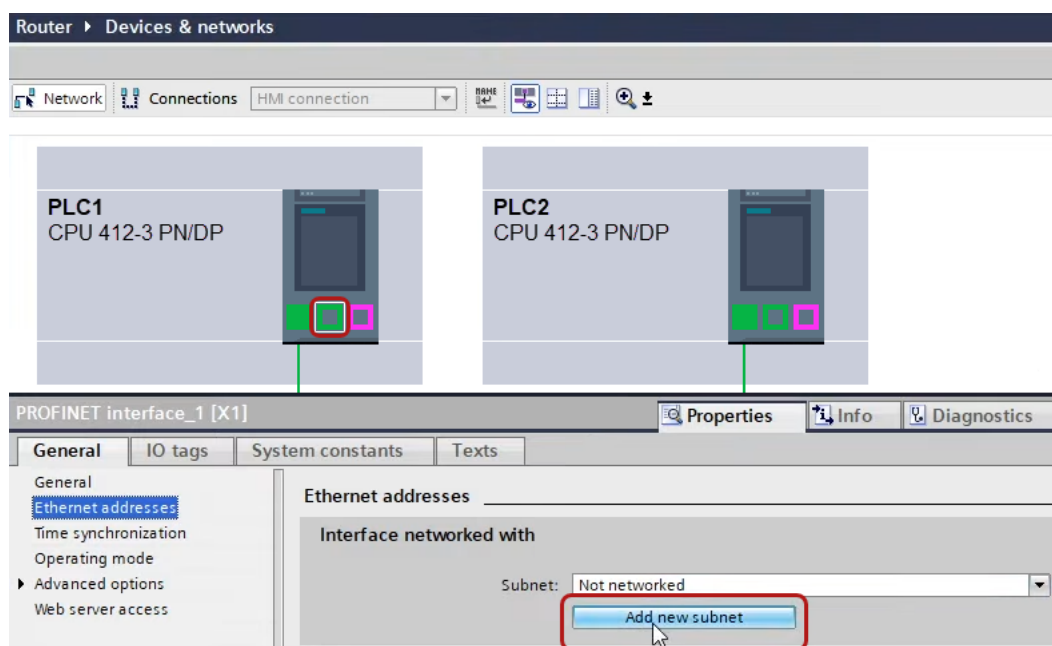 Router ▸ Devices & networks
Network Connections HMI connection
PLC1
CPU 412-3 PN/DP
PLC2
CPU 412-3 PN/DP
PROFINET interface_1 [X1] Properties Info Diagnostics
General IO tags System constants Texts
General
Ethernet addresses
Time synchronization
Operating mode
Advanced options
Web server access
Ethernet addresses
Interface networked with
Subnet: Not networked
Add new subnet